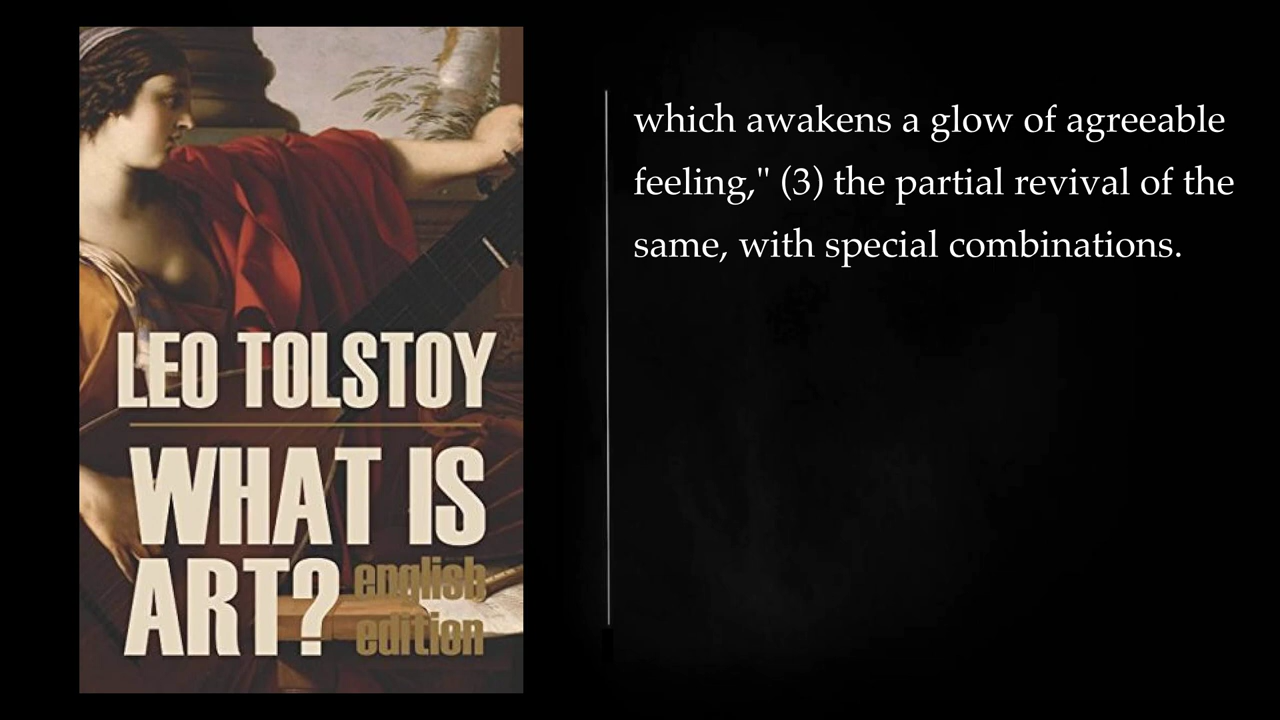 LEO TOLSTOY
WHAT IS
ART?
english
edition
which awakens a glow of agreeable
feeling," (3) the partial revival of the
same, with special combinations.